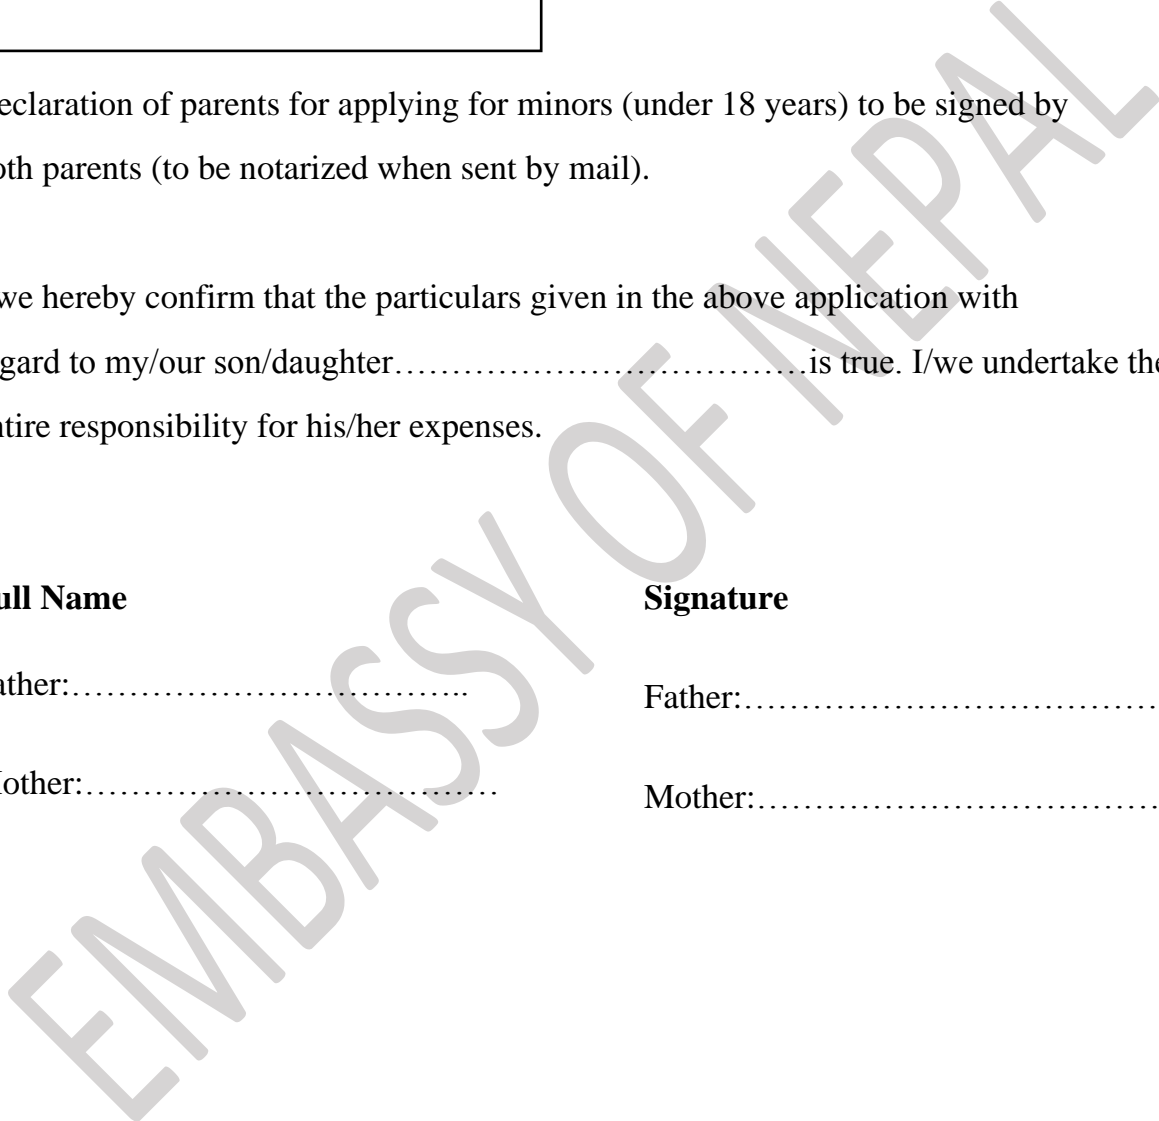 eclaration of parents for applying for minors (under 18 years) to be signed by
oth parents (to be notarized when sent by mail).
we hereby confirm that the particulars given in the above application with
gard to my/our son/daughter………………………………is true. I/we undertake the
ntire responsibility for his/her expenses.
ull Name
Signature
ather:……………………………..
Father:………………………………
other:………………………………
Mother:………………………………
EMBASSY OF NEPAL